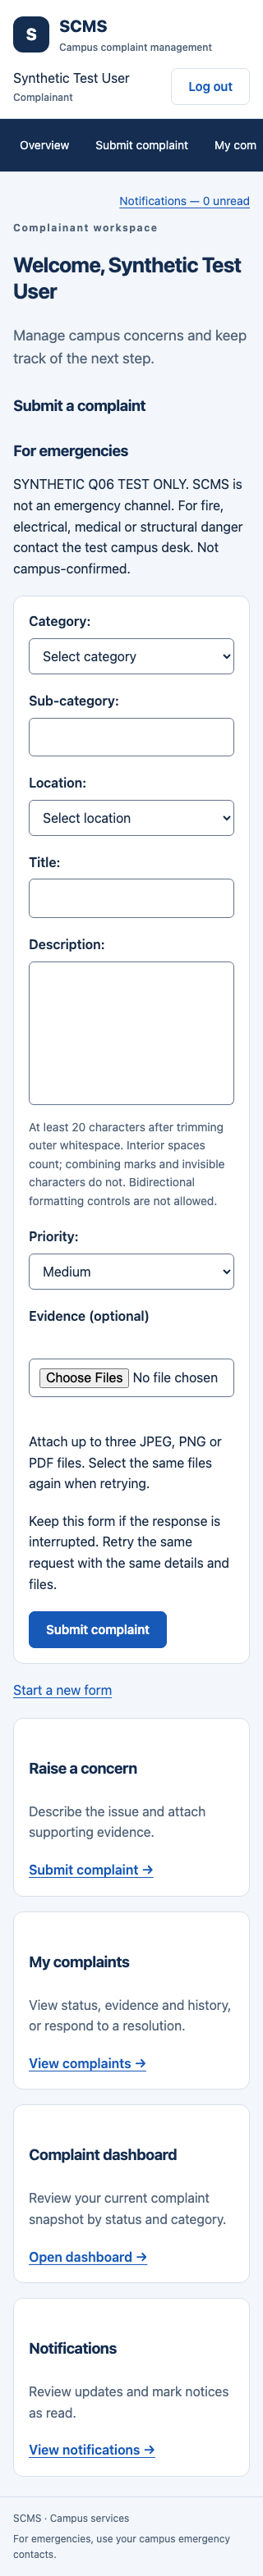 S
SCMS
Campus complaint management
Synthetic Test User
Complainant
Log out
Overview
Submit complaint
My com
Notifications — 0 unread
Complainant workspace
Welcome, Synthetic Test
User
Manage campus concerns and keep
track of the next step.
Submit a complaint
For emergencies
SYNTHETIC Q06 TEST ONLY. SCMS is
not an emergency channel. For fire,
electrical, medical or structural danger
contact the test campus desk. Not
campus-confirmed.
Category:
Select category
Sub-category:
Location:
Select location
Title:
Description:
At least 20 characters after trimming
outer whitespace. Interior spaces
count; combining marks and invisible
characters do not. Bidirectional
formatting controls are not allowed.
Priority:
Medium
Evidence (optional)
Choose Files No file chosen
Attach up to three JPEG, PNG or
PDF files. Select the same files
again when retrying.
Keep this form if the response is
interrupted. Retry the same
request with the same details and
files.
Submit complaint
Start a new form
Raise a concern
Describe the issue and attach
supporting evidence.
Submit complaint →
My complaints
View status, evidence and history,
or respond to a resolution.
View complaints →
Complaint dashboard
Review your current complaint
snapshot by status and category.
Open dashboard →
Notifications
Review updates and mark notices
as read.
View notifications →
SCMS · Campus services
For emergencies, use your campus emergency
contacts.